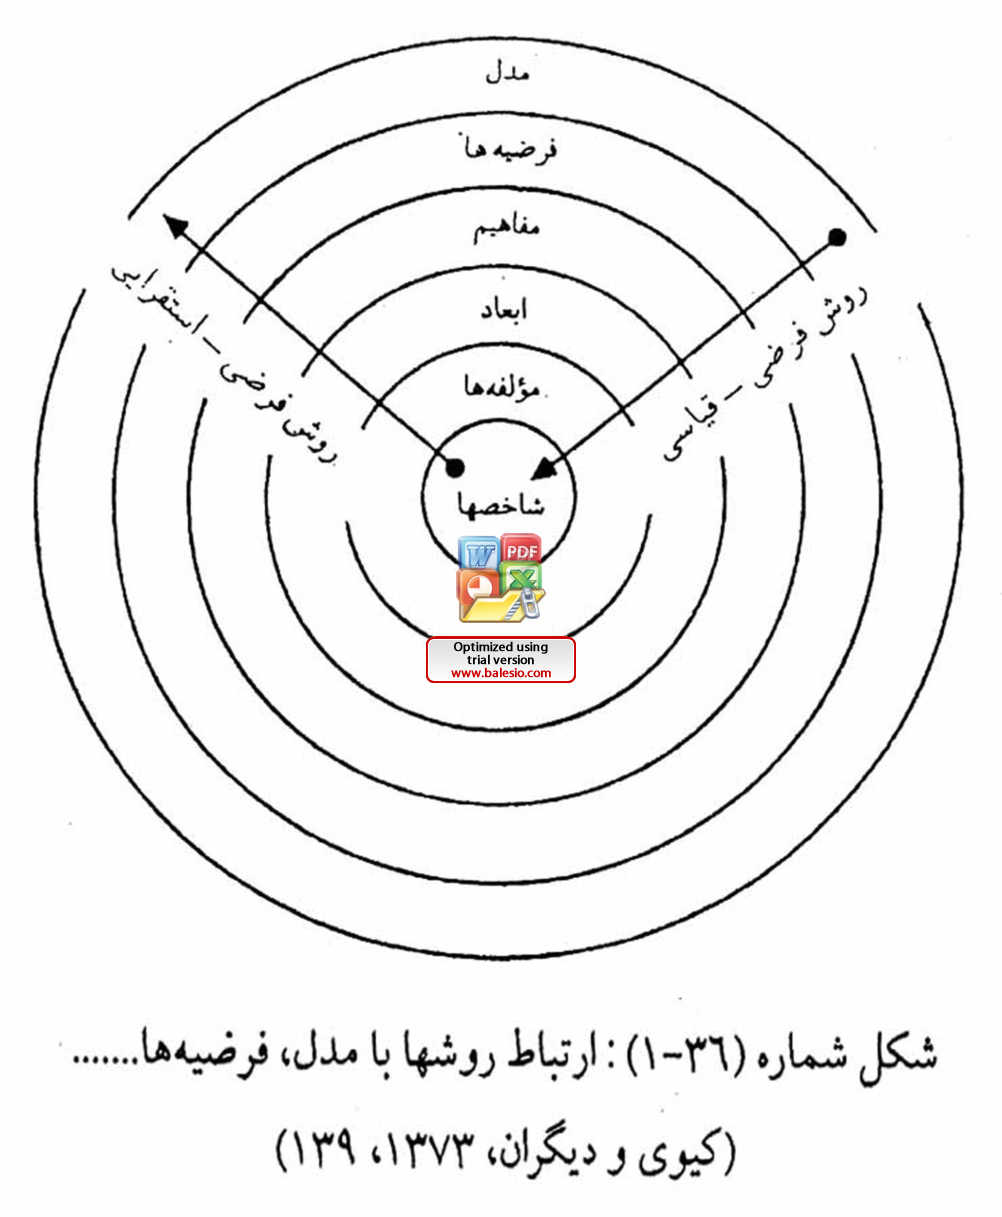 مدل
فرضیه ها
مفاهیم
ابعاد
مؤلفه‌ها
شاخصها
روش فرضی – استقرایی
روش فرضی – قیاسی
W
PDF
X
Optimized using
trial version
www.balesio.com
شکل شماره (۳۶-۱) : ارتباط روشها با مدل، فرضیه‌ها.......
(کیوی و دیگران، ۱۳۷۳، ۱۳۹)